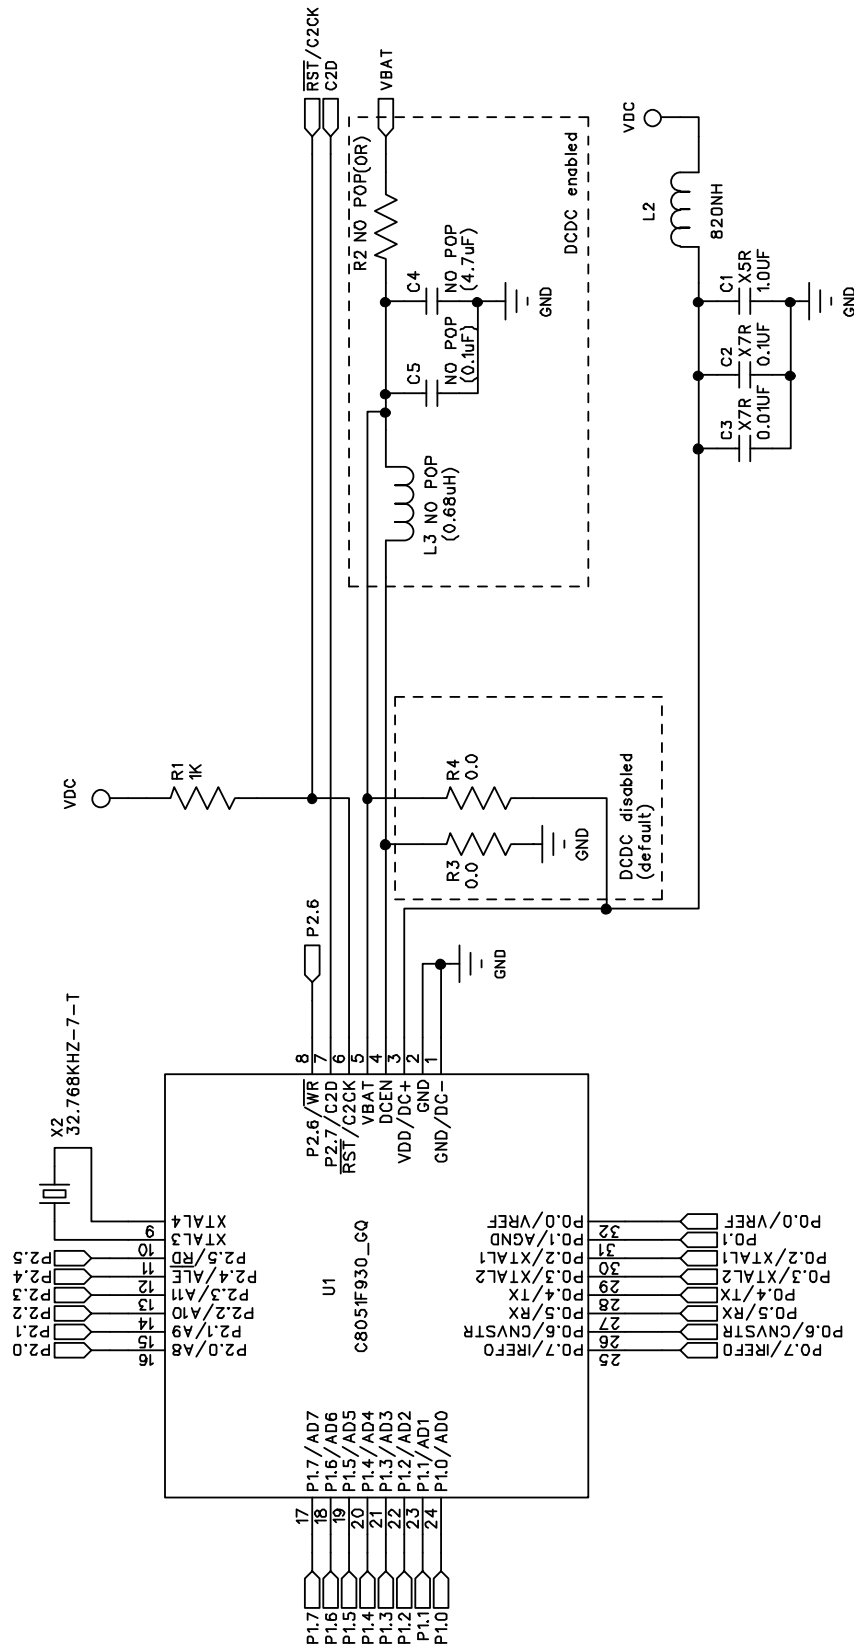 RST/C2CK
C2D
VBAT
R2 NO POP(0R)
C4
NO POP
(4.7uF)
C5
NO POP
(0.1uF)
GND
L3 NO POP
(0.68uH)
DCDC enabled
VDC
L2
820NH
C1
X5R
1.0UF
C2
X7R
0.1UF
C3
X7R
0.01UF
GND
VDC
R1
1K
R4
0.0
R3
0.0
GND
DCDC disabled
(default)
P2.6
GND
X2
32.768KHZ-7-T
8
7
6
5
4
3
2
1
P2.6/WR
P2.7/C2D
RST/C2CK
VBAT
DCEN
VDD/DC+
GND
GND/DC-
XTAL4
XTAL3
P2.5/RD
P2.4/ALE
P2.3/A11
P2.2/A10
P2.1/A9
P2.0/A8
9
10
11
12
13
14
15
16
P2.5
P2.4
P2.3
P2.2
P2.1
P2.0
U1
C8051F930_GQ
P0.0/VREF
P0.1/AGND
P0.2/XTAL1
P0.3/XTAL2
P0.4/TX
P0.5/RX
P0.6/CNVSTR
P0.7/IREF0
32
31
30
29
28
27
26
25
P0.0/VREF
P0.1
P0.2/XTAL1
P0.3/XTAL2
P0.4/TX
P0.5/RX
P0.6/CNVSTR
P0.7/IREF0
P1.7/AD7
P1.6/AD6
P1.5/AD5
P1.4/AD4
P1.3/AD3
P1.2/AD2
P1.1/AD1
P1.0/AD0
17
18
19
20
21
22
23
24
P1.7
P1.6
P1.5
P1.4
P1.3
P1.2
P1.1
P1.0